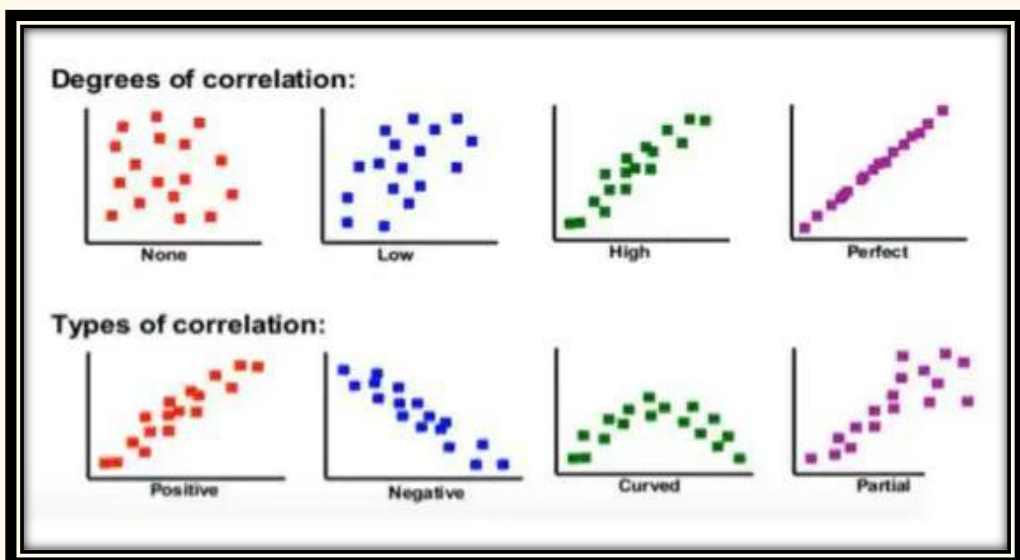 Degrees of correlation:
None Low High Perfect
Types of correlation:
Positive Negative Curved Partial